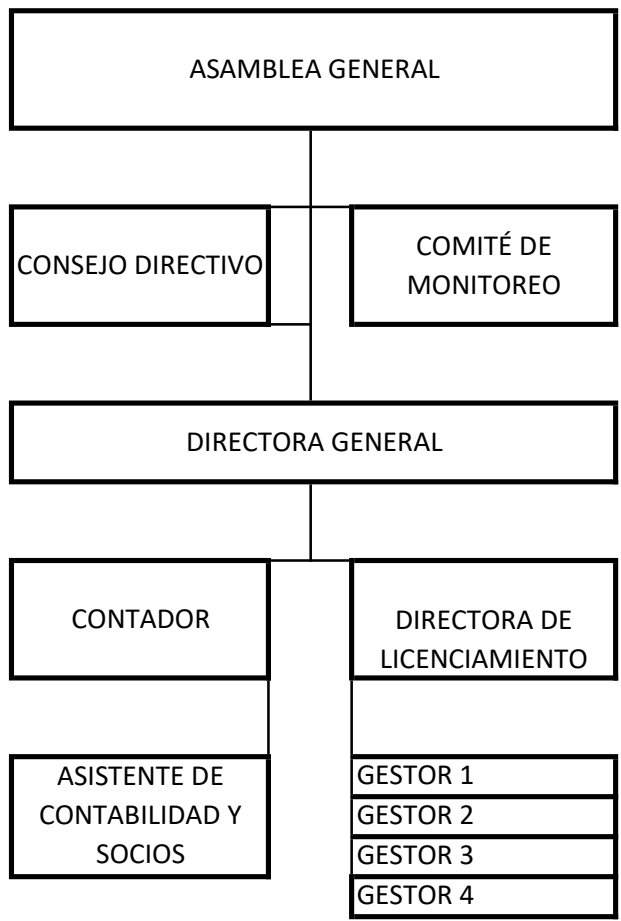 ASAMBLEA GENERAL
CONSEJO DIRECTIVO
COMITÉ DE
MONITOREO
DIRECTORA GENERAL
CONTADOR
DIRECTORA DE
LICENCIAMIENTO
ASISTENTE DE
CONTABILIDAD Y
SOCIOS
GESTOR 1
GESTOR 2
GESTOR 3
GESTOR 4